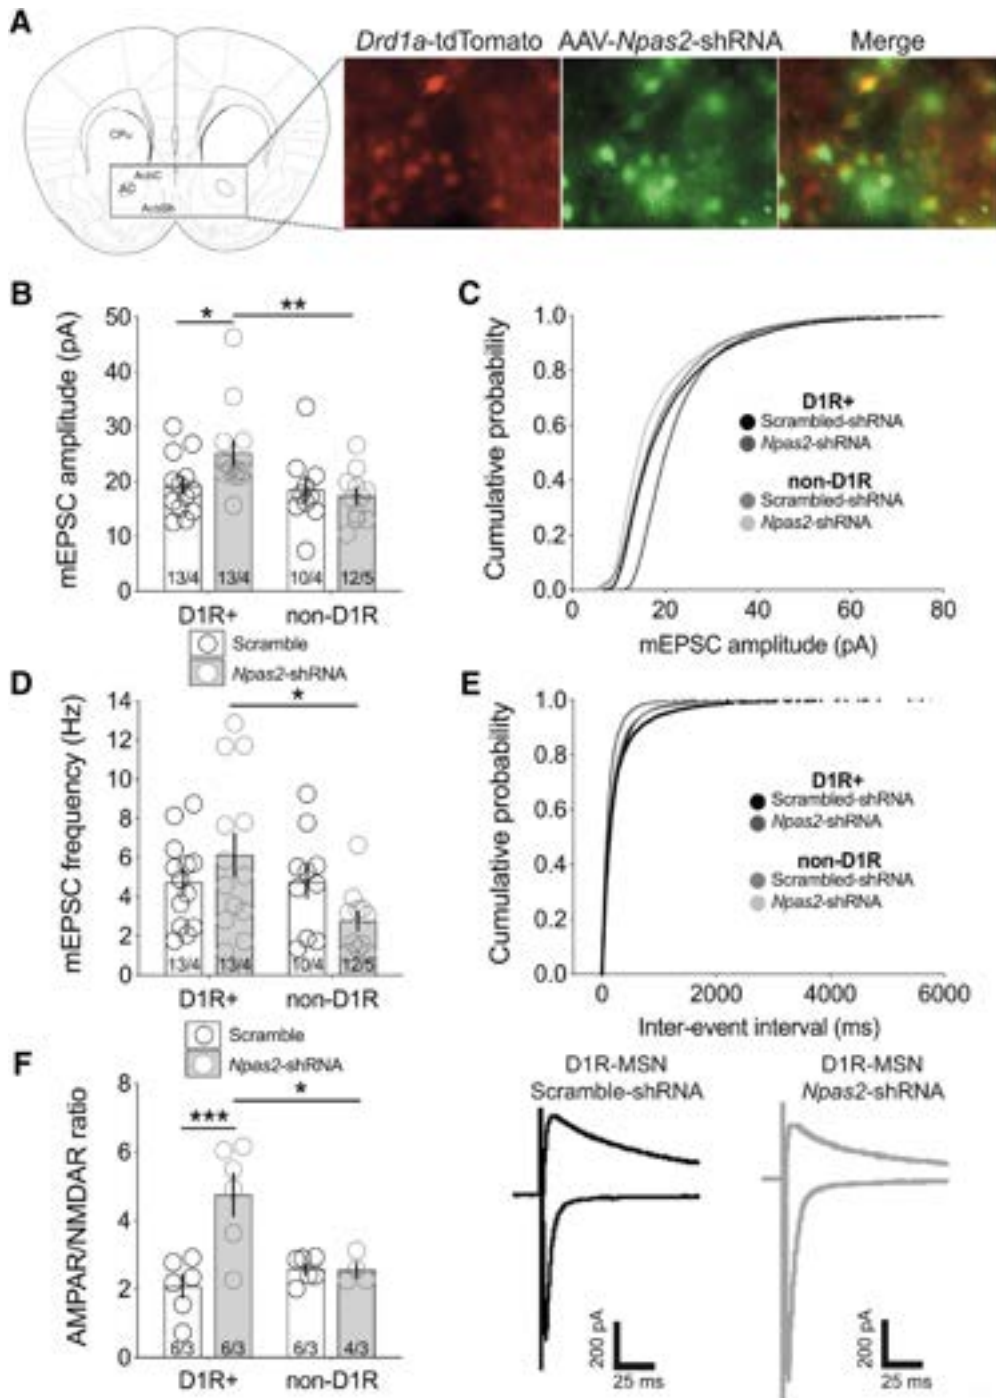 A
Drd1a-tdTomato
AAV-Npas2-shRNA
Merge
CPu
AcbC
AC
AcbSh
B
mEPSC amplitude (pA)
50
40
30
20
10
0
*
**
13/4
13/4
10/4
12/5
D1R+
non-D1R
Scramble
Npas2-shRNA
C
Cumulative probability
1.0
0.8
0.6
0.4
0.2
0.0
D1R+
Scrambled-shRNA
Npas2-shRNA
non-D1R
Scrambled-shRNA
Npas2-shRNA
0
20
40
60
80
mEPSC amplitude (pA)
D
mEPSC frequency (Hz)
14
12
10
8
6
4
2
0
*
13/4
13/4
10/4
12/5
D1R+
non-D1R
Scramble
Npas2-shRNA
E
Cumulative probability
1.0
0.8
0.6
0.4
0.2
0.0
D1R+
Scrambled-shRNA
Npas2-shRNA
non-D1R
Scrambled-shRNA
Npas2-shRNA
0
2000
4000
6000
Inter-event interval (ms)
F
AMPAR/NMDAR ratio
8
6
4
2
0
***
*
6/3
6/3
6/3
4/3
D1R+
non-D1R
D1R-MSN
Scramble-shRNA
200 pA
25 ms
D1R-MSN
Npas2-shRNA
200 pA
25 ms